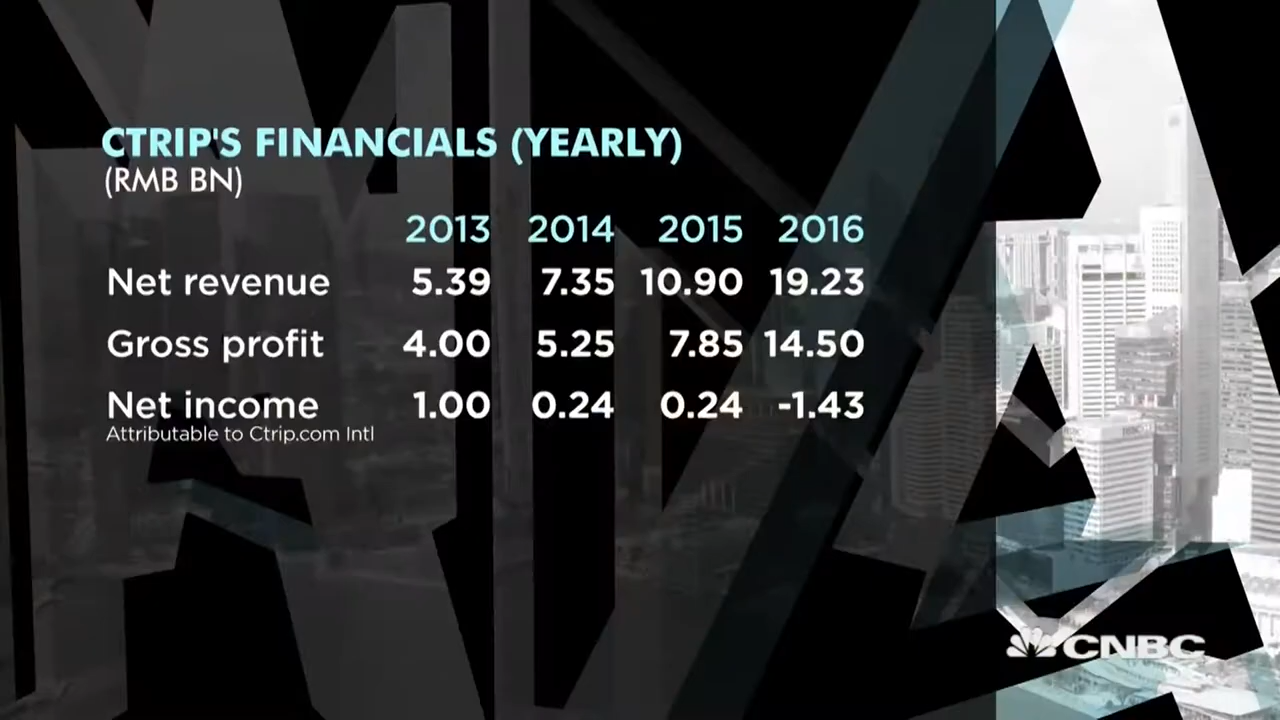 CTRIP'S FINANCIALS (YEARLY)
(RMB BN)
2013 2014 2015 2016
Net revenue 5.39 7.35 10.90 19.23
Gross profit 4.00 5.25 7.85 14.50
Net income 1.00 0.24 0.24 -1.43
Attributable to Ctrip.com Intl
CNBC